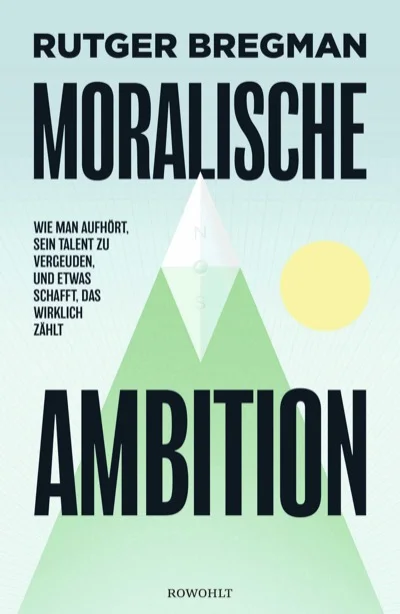 RUTGER BREGMAN
MORALISCHE
WIE MAN AUFHÖRT,
SEIN TALENT ZU
VERGEUDEN,
UND ETWAS
SCHAFFT, DAS
WIRKLICH
ZÄHLT
AMBITION
ROWOHLT